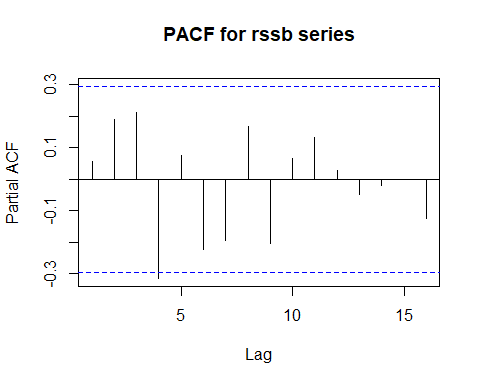 PACF for rssb series
Partial ACF
0.3
0.1
-0.1
-0.3
5
10
15
Lag